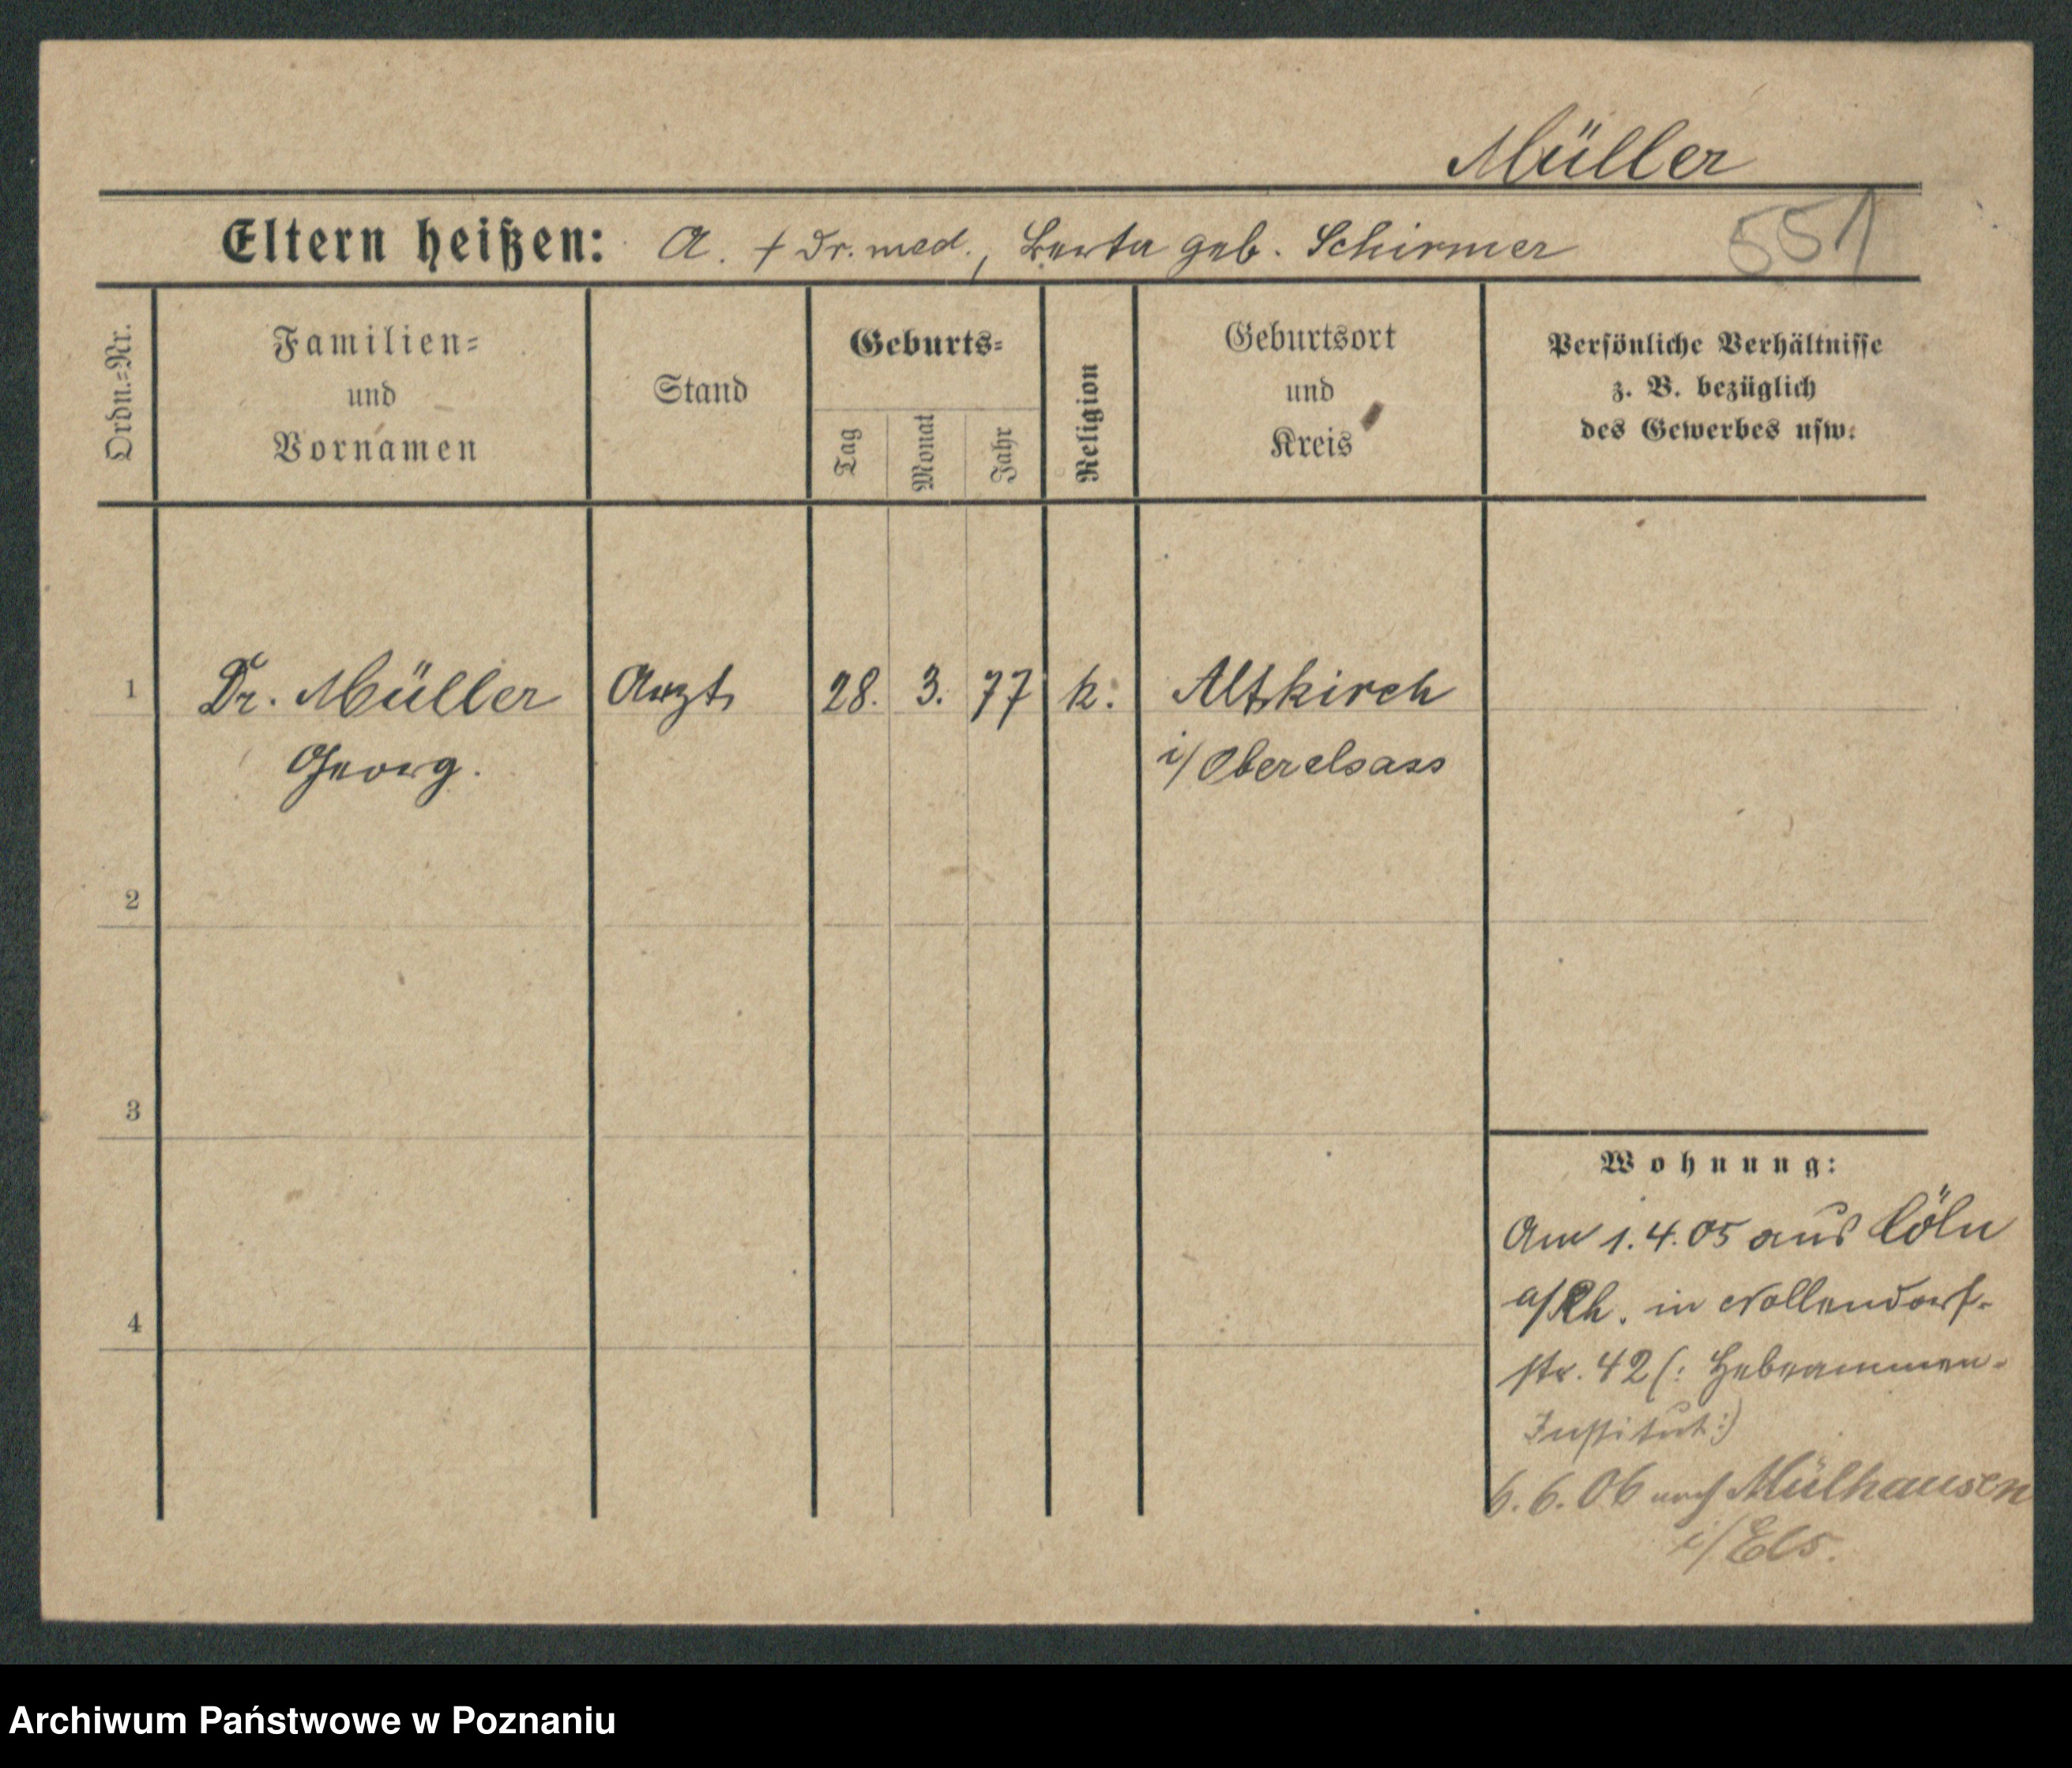 Müller
Eltern heißen: A. † Dr. med., Berta geb. Schirmer
551
Ordn.=Nr.
Familien=
und
Vornamen
Stand
Geburts=
Tag
Monat
Jahr
Religion
Geburtsort
und
Kreis
Persönliche Verhältnisse
z. B. bezüglich
des Gewerbes usw.
1 Dr. Müller Arzt 28. 3. 77 k. Altkirch
Georg. i/Oberelsass
2
3
4
Wohnung:
Am 1.4.05 aus Cöln
a/Rh. in Nollendorf-
str. 42 (: Hebeammen-
Institut :)
6.6.06 nach Mülhausen
i/Els.
Archiwum Państwowe w Poznaniu